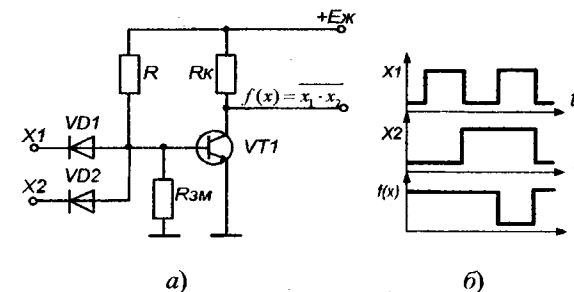 +Eж
R
Rк
f(x) = x₁ · x₂
X1
VD1
VT1
X2
VD2
Rзм
а)
X1
t
X2
f(x)
б)